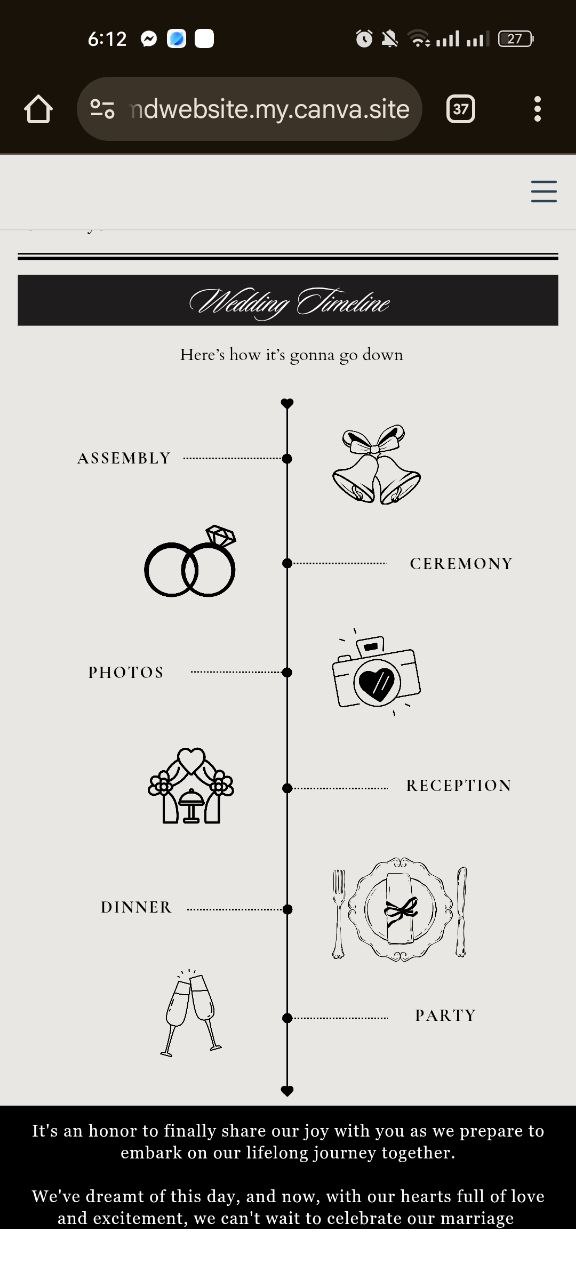 6:12
27
ndwebsite.my.canva.site
37
Wedding Timeline
Here's how it's gonna go down
ASSEMBLY
CEREMONY
PHOTOS
RECEPTION
DINNER
PARTY
It's an honor to finally share our joy with you as we prepare to
embark on our lifelong journey together.
We've dreamt of this day, and now, with our hearts full of love
and excitement, we can't wait to celebrate our marriage